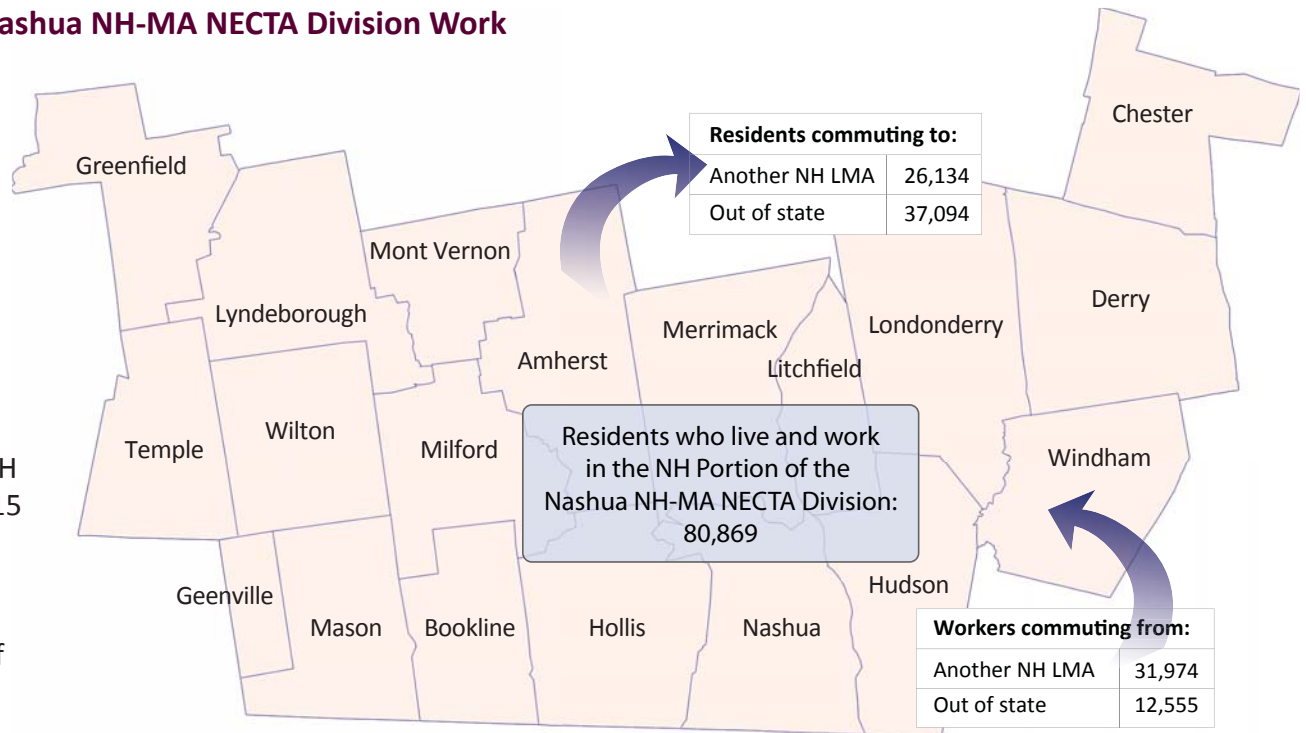 ashua NH-MA NECTA Division Work
Chester
Greenfield
Residents commuting to:
Another NH LMA 26,134
Out of state 37,094
Mont Vernon
Lyndeborough
Derry
Merrimack
Londonderry
Amherst
Litchfield
Temple
Wilton
Milford
Windham
Residents who live and work
in the NH Portion of the
Nashua NH-MA NECTA Division:
80,869
H
15
Hudson
Geenville
Mason
Bookline
Hollis
Nashua
f
Workers commuting from:
Another NH LMA 31,974
Out of state 12,555